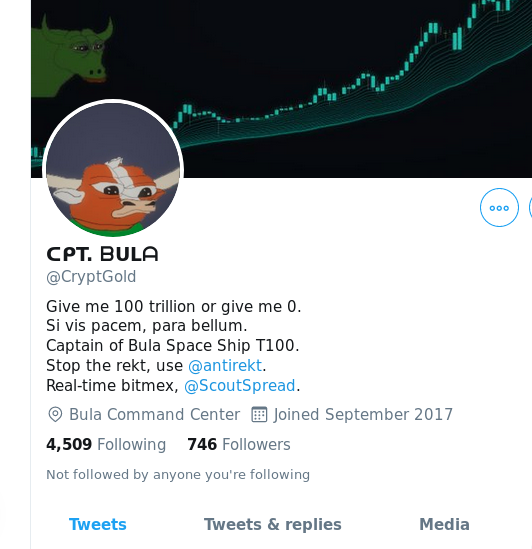 ᑕPT. ᗷULᗩ
@CryptGold
Give me 100 trillion or give me 0.
Si vis pacem, para bellum.
Captain of Bula Space Ship T100.
Stop the rekt, use @antirekt.
Real-time bitmex, @ScoutSpread.
Bula Command Center Joined September 2017
4,509 Following 746 Followers
Not followed by anyone you're following
Tweets Tweets & replies Media